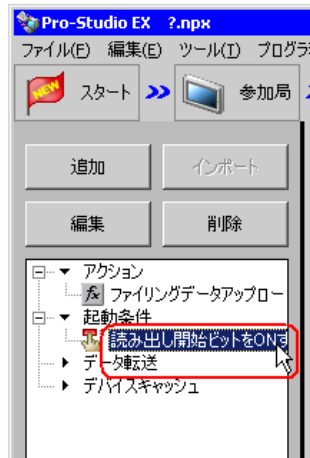 Pro-Studio EX ?.npx
ファイル(F) 編集(E) ツール(T) プログラ
NEW スタート 参加局
追加 インポート
編集 削除
アクション
fx ファイリングデータアップロー
起動条件
読み出し開始ビットをONす
データ転送
デバイスキャッシュ